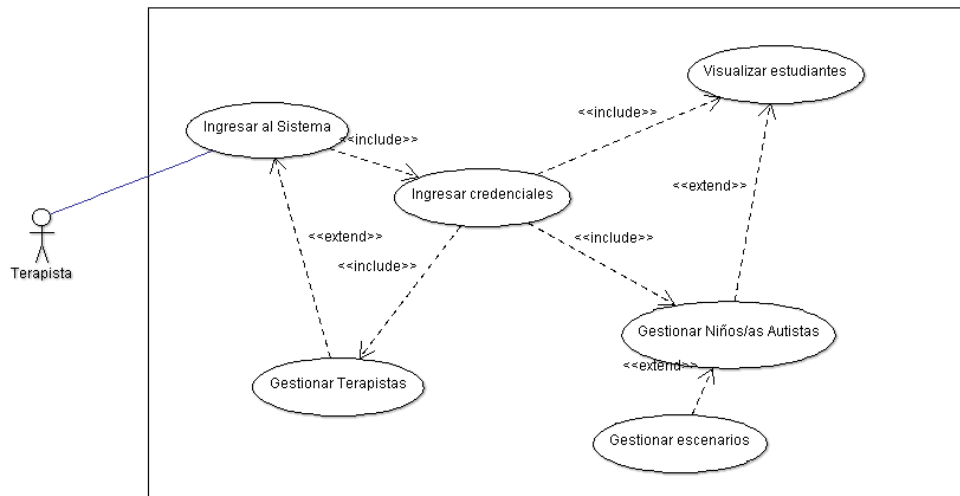 Visualizar estudiantes
<<include>>
Ingresar al Sistema
<<include>>
<<extend>>
Ingresar credenciales
<<extend>>
<<include>>
<<include>>
Terapista
Gestionar Niños/as Autistas
<<extend>>
Gestionar Terapistas
Gestionar escenarios